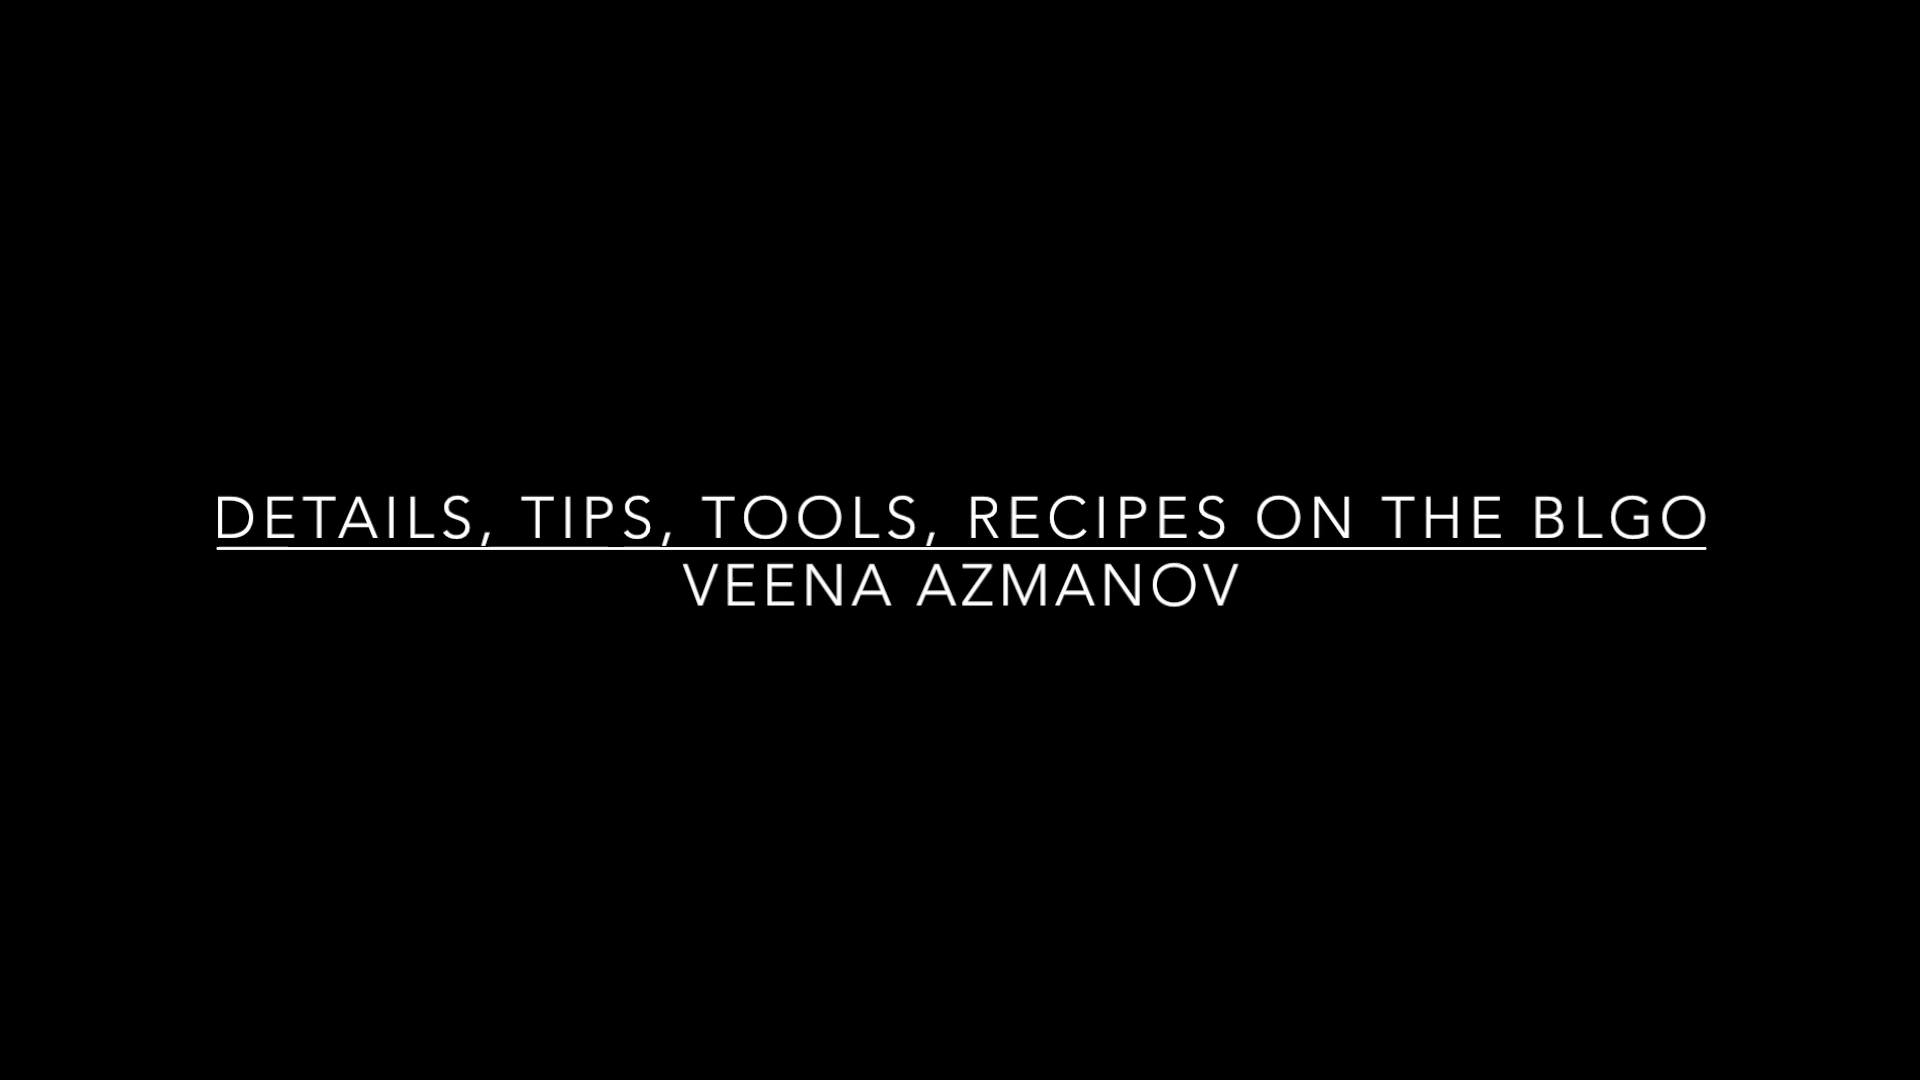 DETAILS, TIPS, TOOLS, RECIPES ON THE BLGO
VEENA AZMANOV